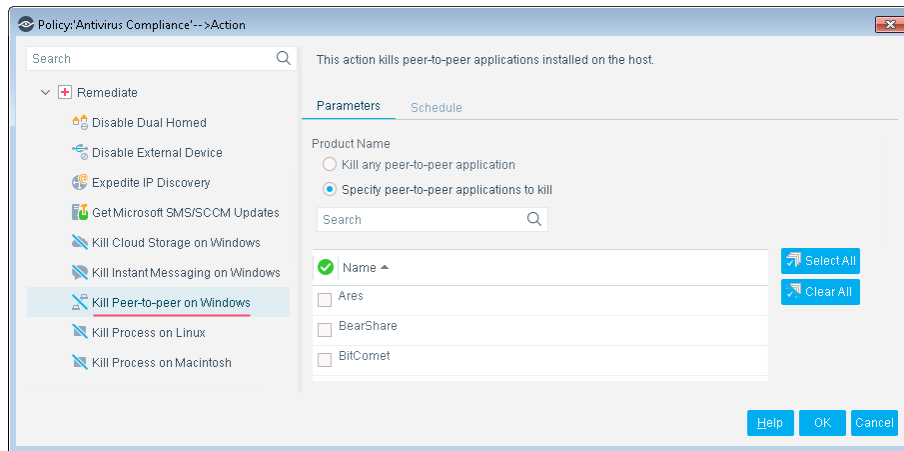 Policy:'Antivirus Compliance'-->Action
Search
Remediate
Disable Dual Homed
Disable External Device
Expedite IP Discovery
Get Microsoft SMS/SCCM Updates
Kill Cloud Storage on Windows
Kill Instant Messaging on Windows
Kill Peer-to-peer on Windows
Kill Process on Linux
Kill Process on Macintosh
This action kills peer-to-peer applications installed on the host.
Parameters Schedule
Product Name
Kill any peer-to-peer application
Specify peer-to-peer applications to kill
Search
Name
Ares
BearShare
BitComet
Select All
Clear All
Help OK Cancel